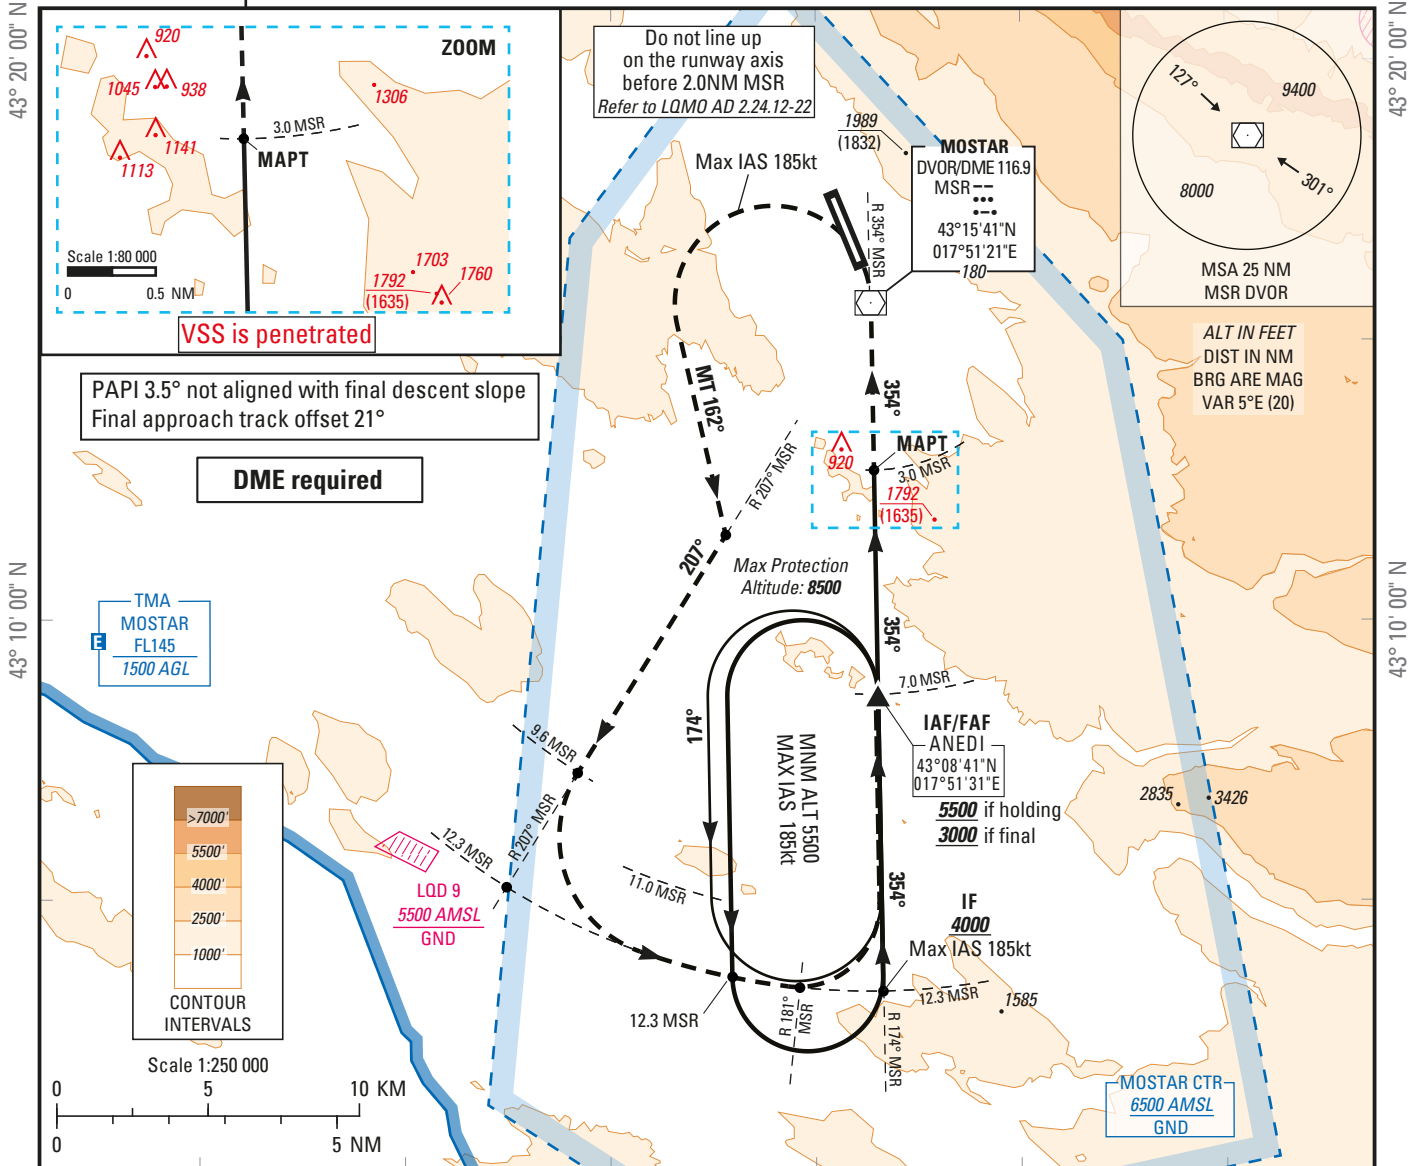 43° 20' 00" N
43° 20' 00" N
43° 10' 00" N
43° 10' 00" N
ZOOM
920
1045
938
1141
1113
1306
3.0 MSR
MAPT
Scale 1:80 000
0
0.5 NM
1703
1792
(1635)
1760
VSS is penetrated
Do not line up
on the runway axis
before 2.0NM MSR
Refer to LQMO AD 2.24.12-22
Max IAS 185kt
1989
(1832)
MOSTAR
DVOR/DME 116.9
MSR
43°15'41"N
017°51'21"E
180
R 354° MSR
127°
9400
8000
301°
MSA 25 NM
MSR DVOR
ALT IN FEET
DIST IN NM
BRG ARE MAG
VAR 5°E (20)
PAPI 3.5° not aligned with final descent slope
Final approach track offset 21°
DME required
MT 162°
354°
R 207° MSR
MAPT
920
3.0 MSR
1792
(1635)
207°
Max Protection
Altitude: 8500
354°
TMA
MOSTAR
FL145
1500 AGL
E
7.0 MSR
174°
MNM ALT 5500
MAX IAS 185kt
IAF/FAF
ANEDI
43°08'41"N
017°51'31"E
5500 if holding
3000 if final
2835
3426
9.6 MSR
R 207° MSR
12.3 MSR
11.0 MSR
LQD 9
5500 AMSL
GND
354°
IF
4000
Max IAS 185kt
12.3 MSR
1585
12.3 MSR
R 181°
MSR
R 174° MSR
>7000'
5500'
4000'
2500'
1000'
CONTOUR
INTERVALS
Scale 1:250 000
0
5
10 KM
0
5 NM
MOSTAR CTR
6500 AMSL
GND